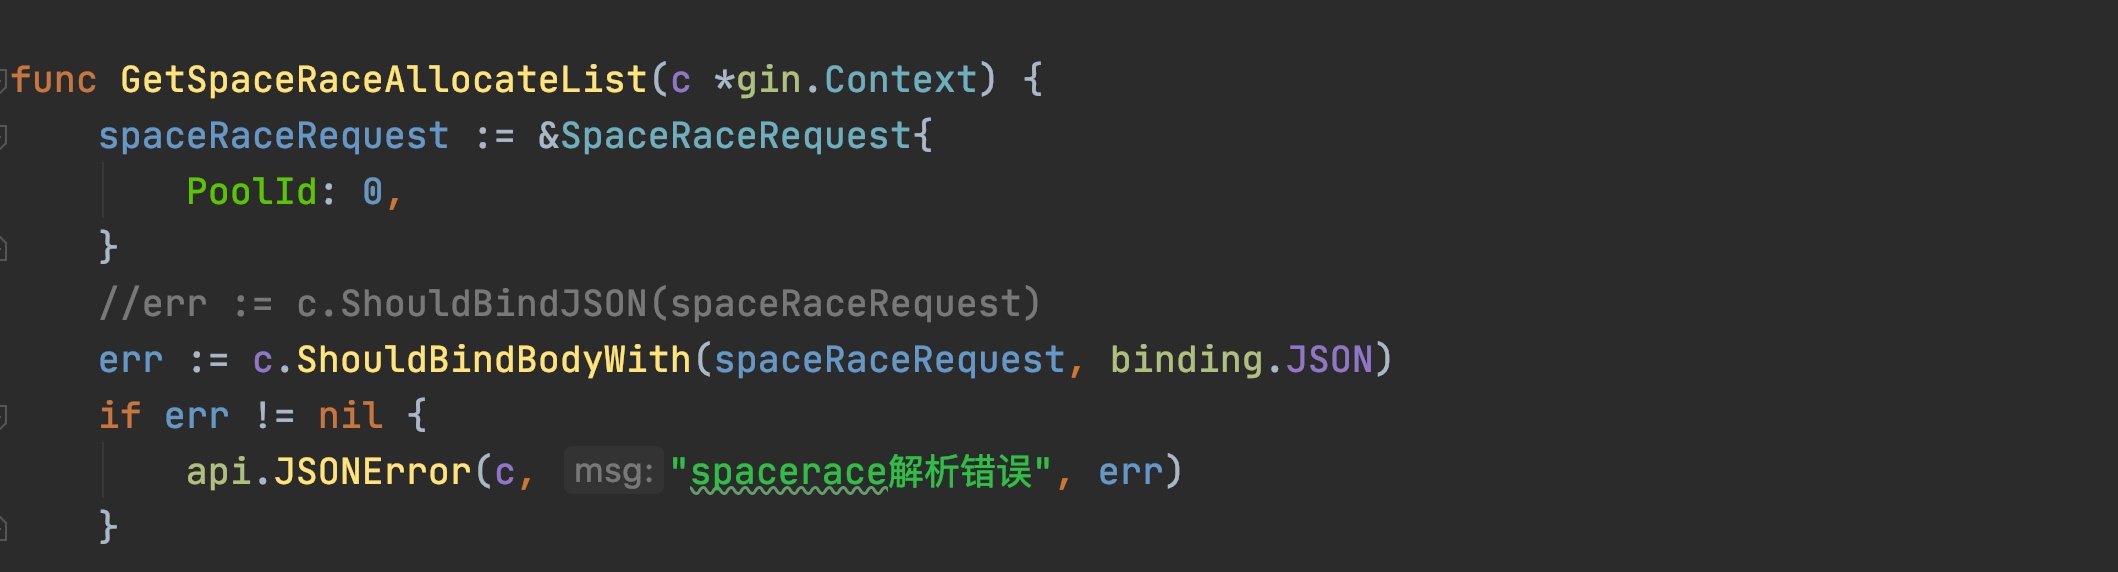 func GetSpaceRaceAllocateList(c *gin.Context) {
    spaceRaceRequest := &SpaceRaceRequest{
        PoolId: 0,
    }
    //err := c.ShouldBindJSON(spaceRaceRequest)
    err := c.ShouldBindBodyWith(spaceRaceRequest, binding.JSON)
    if err != nil {
        api.JSONError(c, msg: "spacerace解析错误", err)
    }